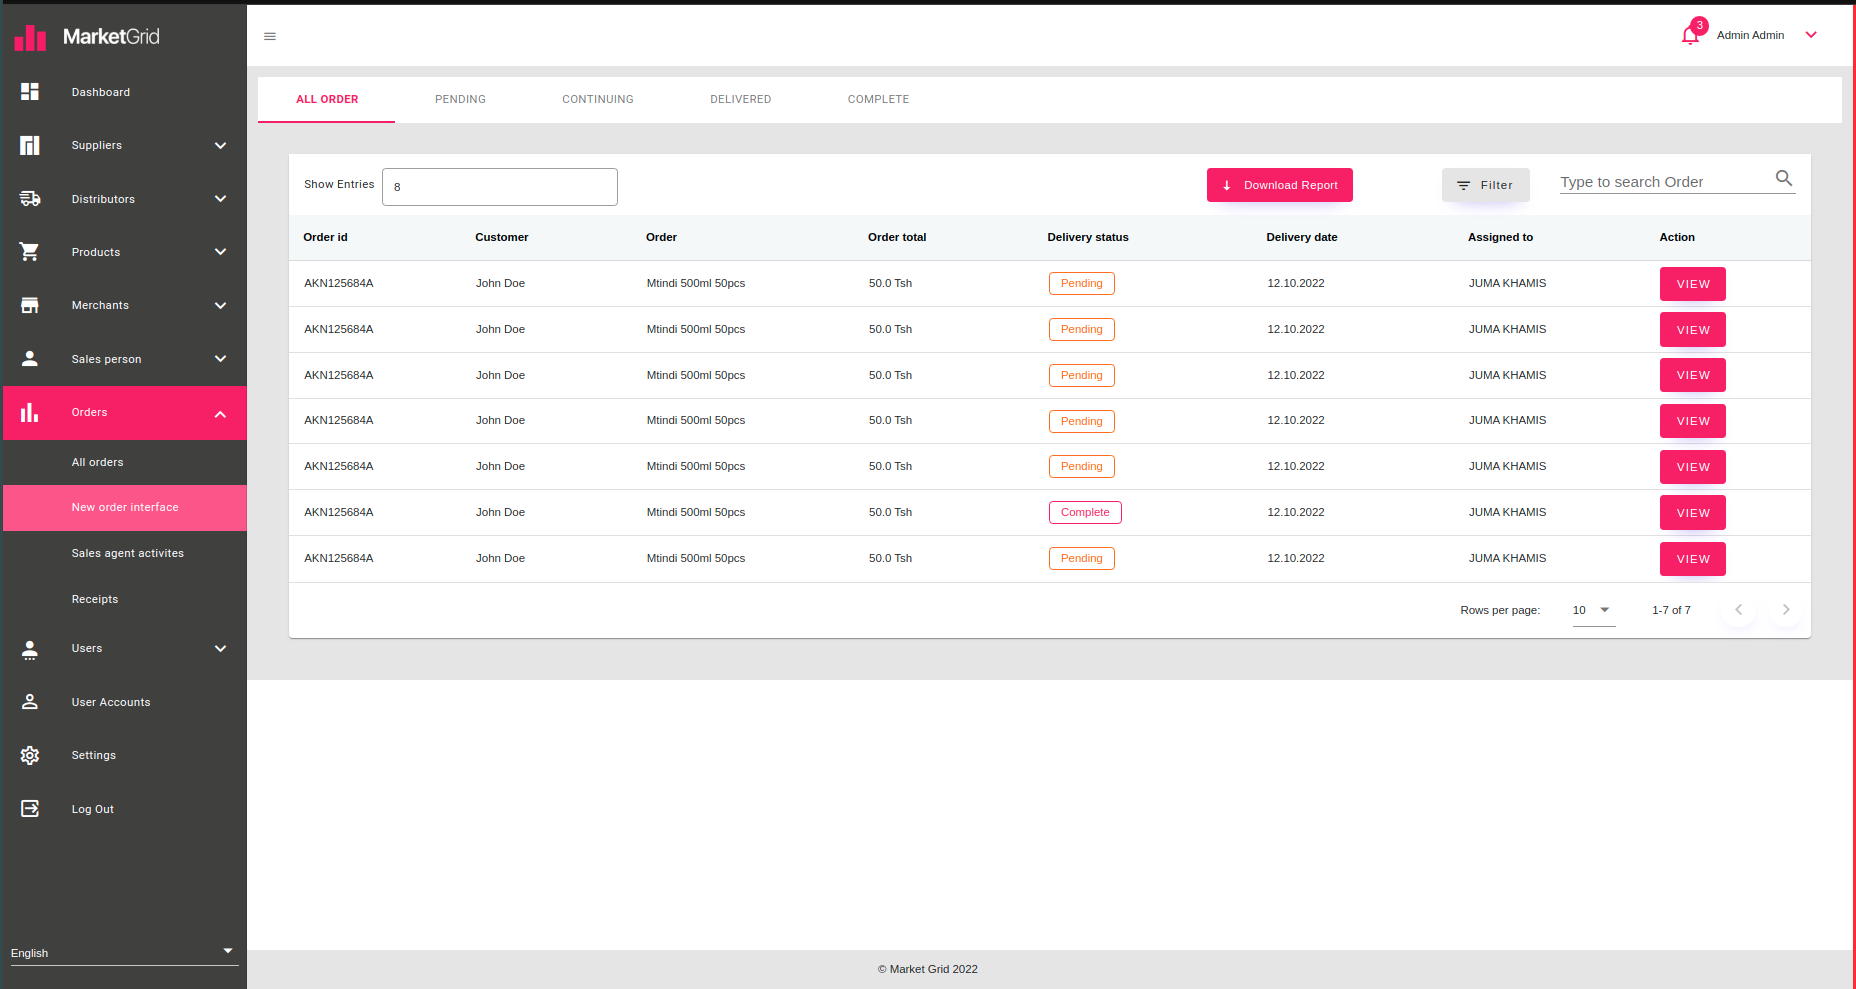 MarketGrid
Dashboard
Suppliers
Distributors
Products
Merchants
Sales person
Orders
All orders
New order interface
Sales agent activites
Receipts
Users
User Accounts
Settings
Log Out
English
3 Admin Admin
ALL ORDER PENDING CONTINUING DELIVERED COMPLETE
Show Entries 8 Download Report Filter Type to search Order
Order id Customer Order Order total Delivery status Delivery date Assigned to Action
AKN125684A John Doe Mtindi 500ml 50pcs 50.0 Tsh Pending 12.10.2022 JUMA KHAMIS VIEW
AKN125684A John Doe Mtindi 500ml 50pcs 50.0 Tsh Pending 12.10.2022 JUMA KHAMIS VIEW
AKN125684A John Doe Mtindi 500ml 50pcs 50.0 Tsh Pending 12.10.2022 JUMA KHAMIS VIEW
AKN125684A John Doe Mtindi 500ml 50pcs 50.0 Tsh Pending 12.10.2022 JUMA KHAMIS VIEW
AKN125684A John Doe Mtindi 500ml 50pcs 50.0 Tsh Pending 12.10.2022 JUMA KHAMIS VIEW
AKN125684A John Doe Mtindi 500ml 50pcs 50.0 Tsh Complete 12.10.2022 JUMA KHAMIS VIEW
AKN125684A John Doe Mtindi 500ml 50pcs 50.0 Tsh Pending 12.10.2022 JUMA KHAMIS VIEW
Rows per page: 10 1-7 of 7
© Market Grid 2022